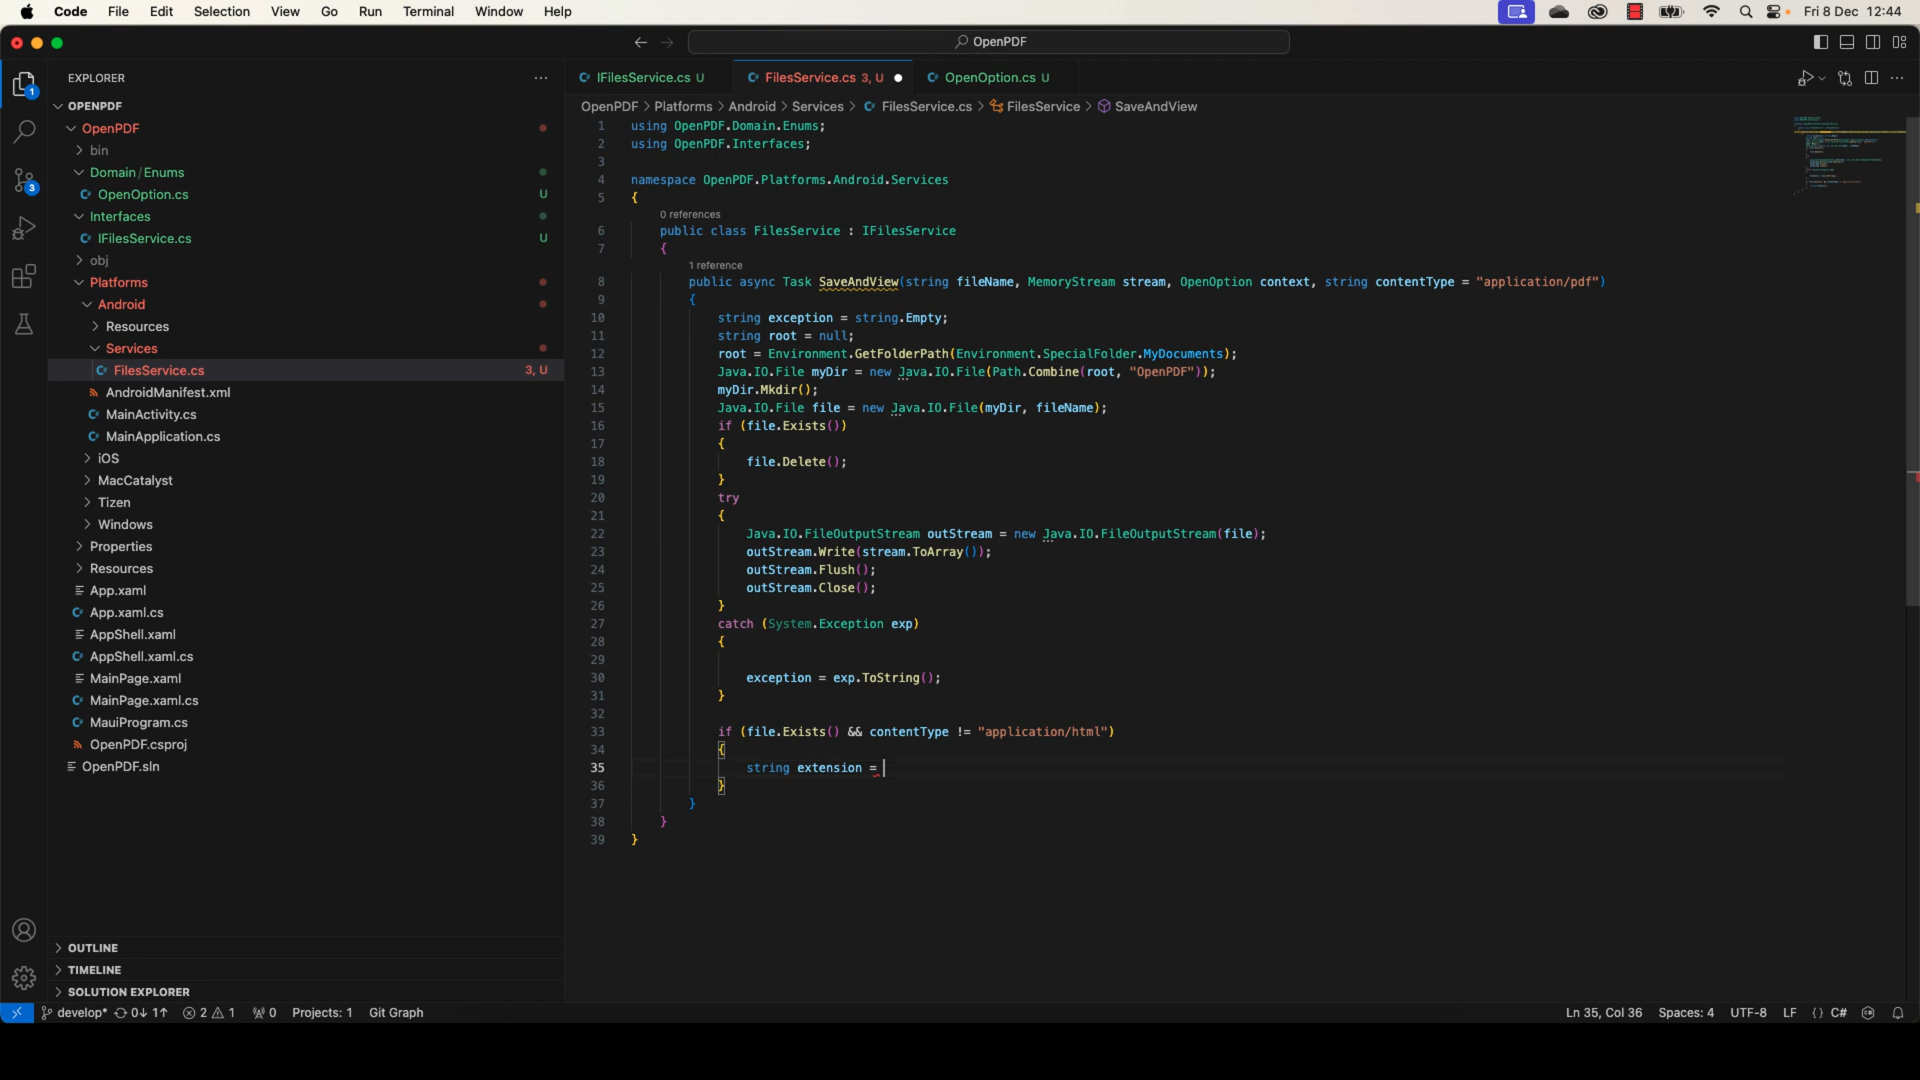 Code File Edit Selection View Go Run Terminal Window Help Fri 8 Dec 12:44
OpenPDF
EXPLORER
IFilesService.cs U
FilesService.cs 3, U
OpenOption.cs U
OPENPDF
OpenPDF > Platforms > Android > Services > FilesService.cs > FilesService > SaveAndView
OpenPDF
bin
Domain / Enums
OpenOption.cs U
Interfaces
IFilesService.cs U
obj
Platforms
Android
Resources
Services
FilesService.cs 3, U
AndroidManifest.xml
MainActivity.cs
MainApplication.cs
iOS
MacCatalyst
Tizen
Windows
Properties
Resources
App.xaml
App.xaml.cs
AppShell.xaml
AppShell.xaml.cs
MainPage.xaml
MainPage.xaml.cs
MauiProgram.cs
OpenPDF.csproj
OpenPDF.sln
OUTLINE
TIMELINE
SOLUTION EXPLORER
1 using OpenPDF.Domain.Enums;
2 using OpenPDF.Interfaces;
3
4 namespace OpenPDF.Platforms.Android.Services
5 {
0 references
6 public class FilesService : IFilesService
7 {
1 reference
8 public async Task SaveAndView(string fileName, MemoryStream stream, OpenOption context, string contentType = "application/pdf")
9 {
10 string exception = string.Empty;
11 string root = null;
12 root = Environment.GetFolderPath(Environment.SpecialFolder.MyDocuments);
13 Java.IO.File myDir = new Java.IO.File(Path.Combine(root, "OpenPDF"));
14 myDir.Mkdir();
15 Java.IO.File file = new Java.IO.File(myDir, fileName);
16 if (file.Exists())
17 {
18 file.Delete();
19 }
20 try
21 {
22 Java.IO.FileOutputStream outStream = new Java.IO.FileOutputStream(file);
23 outStream.Write(stream.ToArray());
24 outStream.Flush();
25 outStream.Close();
26 }
27 catch (System.Exception exp)
28 {
29
30 exception = exp.ToString();
31 }
32
33 if (file.Exists() && contentType != "application/html")
34 {
35 string extension =
36 }
37 }
38 }
39 }
1
3
develop* 0↓ 1↑ 2 1 0 Projects: 1 Git Graph Ln 35, Col 36 Spaces: 4 UTF-8 LF {} C#